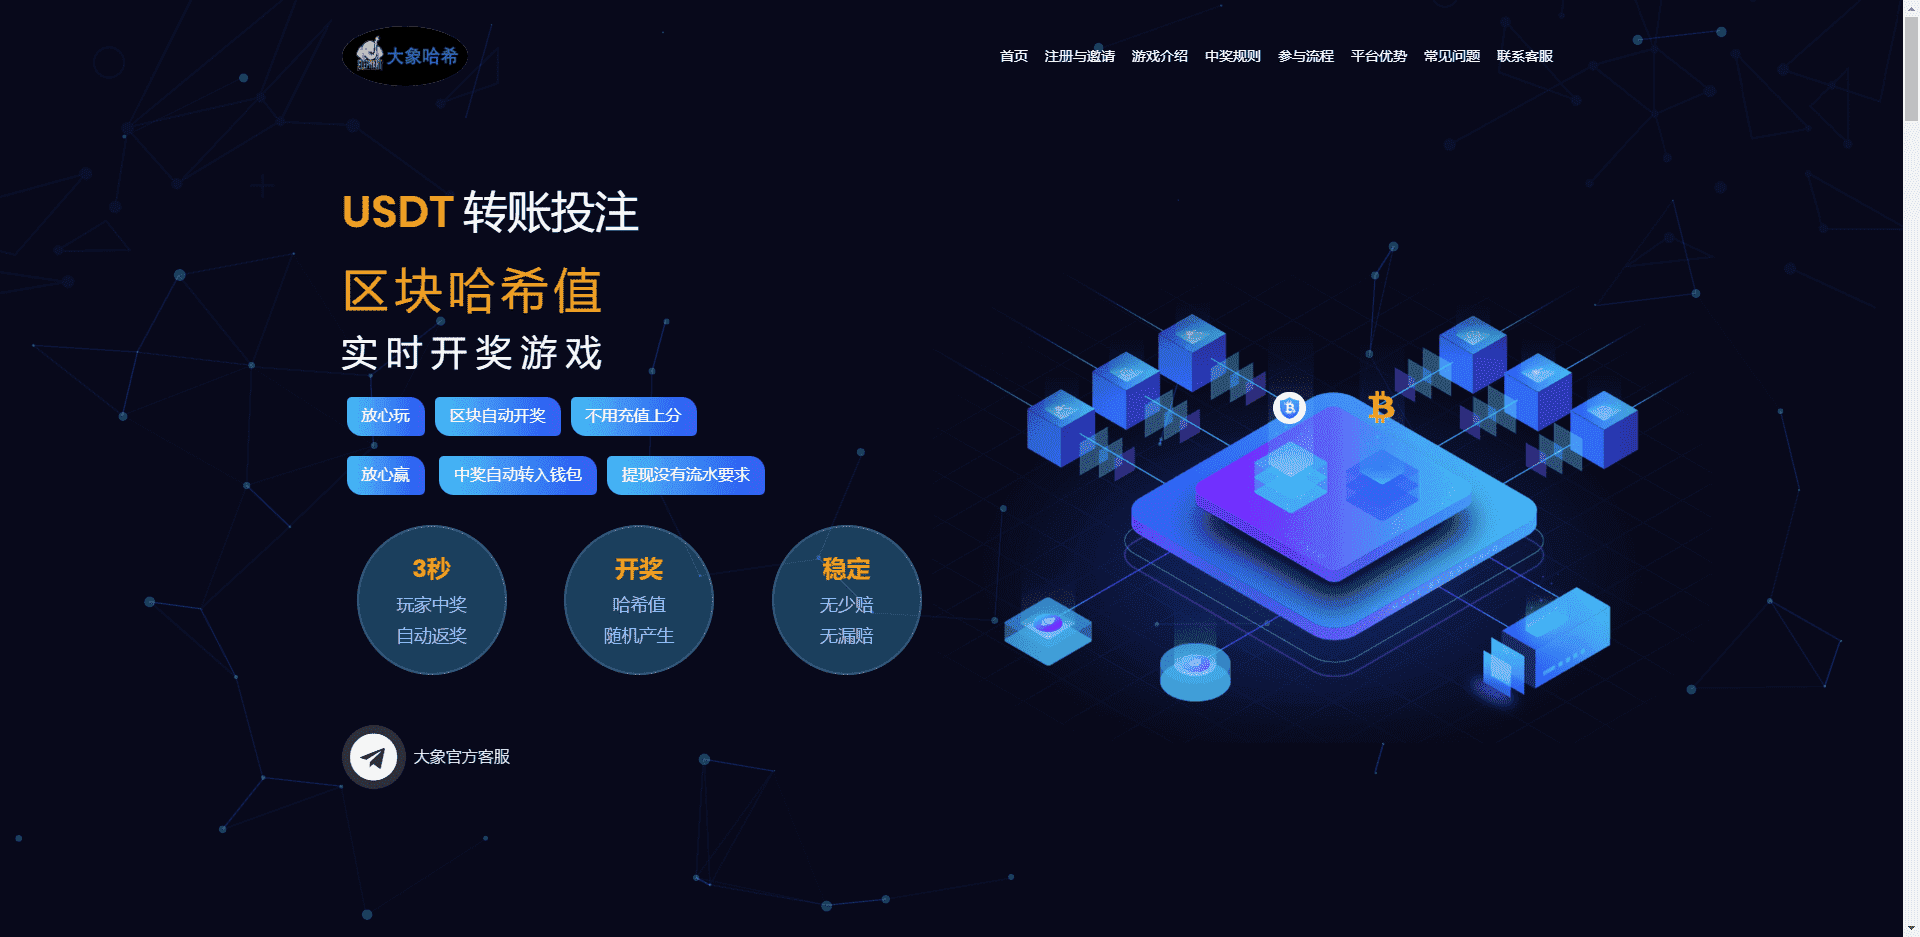 大象哈希
首页 注册与邀请 游戏介绍 中奖规则 参与流程 平台优势 常见问题 联系客服
USDT 转账投注
区块哈希值
实时开奖游戏
放心玩 区块自动开奖 不用充值上分
放心赢 中奖自动转入钱包 提现没有流水要求
3秒
玩家中奖
自动返奖
开奖
哈希值
随机产生
稳定
无少赔
无漏赔
大象官方客服